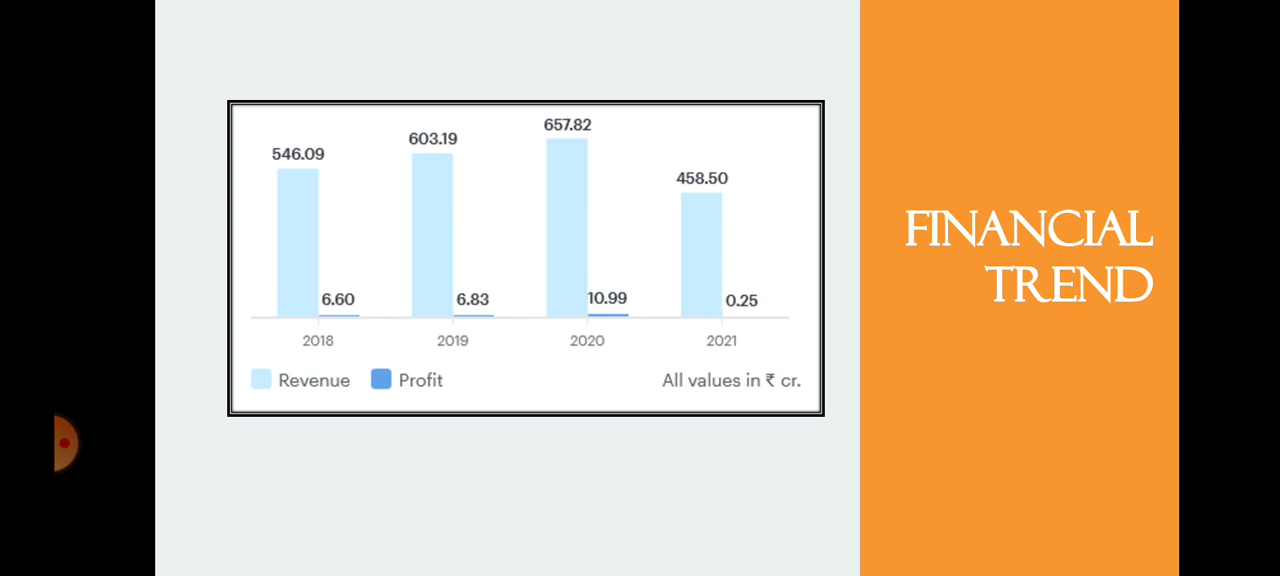 657.82
603.19
546.09
458.50
6.60
6.83
10.99
0.25
2018 2019 2020 2021
Revenue Profit All values in ₹ cr.
FINANCIAL
TREND